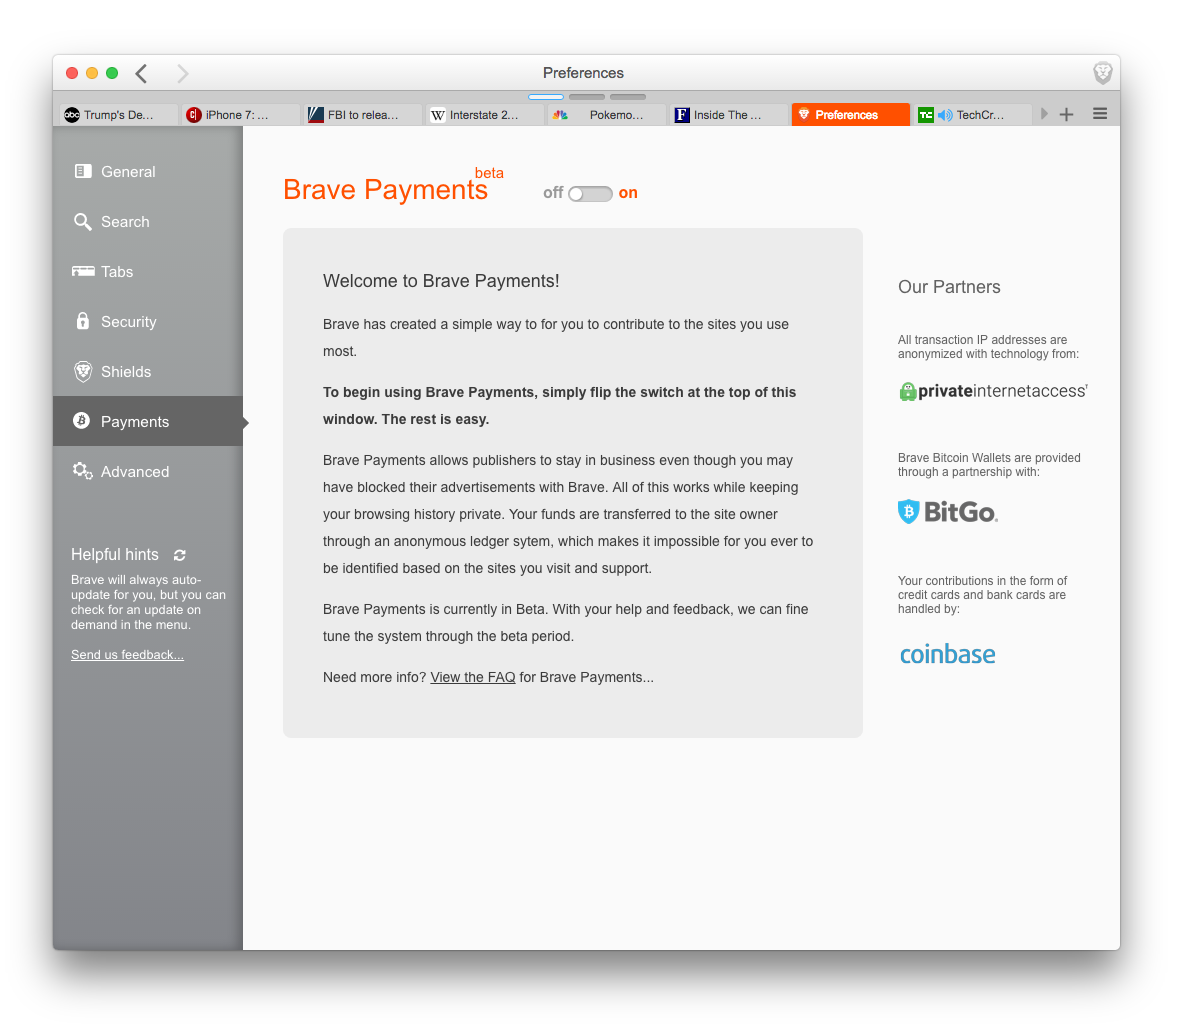 Preferences
abc Trump's De...
c| iPhone 7: ...
FBI to relea...
W Interstate 2...
Pokemo...
F Inside The ...
Preferences
TC TechCr...
General
Search
Tabs
Security
Shields
Payments
Advanced
Helpful hints
Brave will always auto-
update for you, but you can
check for an update on
demand in the menu.
Send us feedback...
Brave Payments beta
off on
Welcome to Brave Payments!
Brave has created a simple way to for you to contribute to the sites you use
most.
To begin using Brave Payments, simply flip the switch at the top of this
window. The rest is easy.
Brave Payments allows publishers to stay in business even though you may
have blocked their advertisements with Brave. All of this works while keeping
your browsing history private. Your funds are transferred to the site owner
through an anonymous ledger sytem, which makes it impossible for you ever to
be identified based on the sites you visit and support.
Brave Payments is currently in Beta. With your help and feedback, we can fine
tune the system through the beta period.
Need more info? View the FAQ for Brave Payments...
Our Partners
All transaction IP addresses are
anonymized with technology from:
privateinternetaccess
Brave Bitcoin Wallets are provided
through a partnership with:
BitGo
Your contributions in the form of
credit cards and bank cards are
handled by:
coinbase